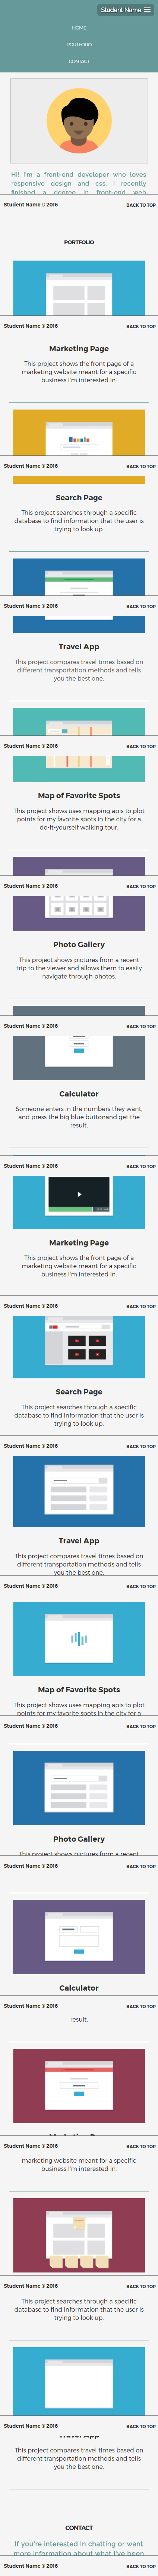 Student Name
HOME
PORTFOLIO
CONTACT
Hi! I'm a front-end developer who loves
responsive design and css. I recently
finished a degree in front-end web
Student Name © 2016 BACK TO TOP
PORTFOLIO
Student Name © 2016 BACK TO TOP
Marketing Page
This project shows the front page of a
marketing website meant for a specific
business I'm interested in.
Student Name © 2016 BACK TO TOP
Search Page
This project searches through a specific
database to find information that the user is
trying to look up.
Student Name © 2016 BACK TO TOP
Travel App
This project compares travel times based on
different transportation methods and tells
you the best one.
Student Name © 2016 BACK TO TOP
Map of Favorite Spots
This project uses mapping apis to plot
points for my favorite spots in the city for a
do-it-yourself walking tour.
Student Name © 2016 BACK TO TOP
Photo Gallery
This project shows pictures from a recent
trip to the viewer and allows them to easily
navigate through photos.
Student Name © 2016 BACK TO TOP
Calculator
Someone enters in the numbers they want,
and press the big blue buttonand get the
result.
Student Name © 2016 BACK TO TOP
Marketing Page
This project shows the front page of a
marketing website meant for a specific
business I'm interested in.
Student Name © 2016 BACK TO TOP
Search Page
This project searches through a specific
database to find information that the user is
trying to look up.
Student Name © 2016 BACK TO TOP
Travel App
This project compares travel times based on
different transportation methods and tells
you the best one.
Student Name © 2016 BACK TO TOP
Map of Favorite Spots
This project shows uses mapping apis to plot
points for my favorite spots in the city for a
Student Name © 2016 BACK TO TOP
Photo Gallery
This project shows pictures from a recent
Student Name © 2016 BACK TO TOP
Calculator
Student Name © 2016 BACK TO TOP
result.
Student Name © 2016 BACK TO TOP
marketing website meant for a specific
business I'm interested in.
Student Name © 2016 BACK TO TOP
This project searches through a specific
database to find information that the user is
trying to look up.
Student Name © 2016 BACK TO TOP
Travel App
This project compares travel times based on
different transportation methods and tells
you the best one.
CONTACT
If you're interested in chatting or want
more information about what I've been
Student Name © 2016 BACK TO TOP